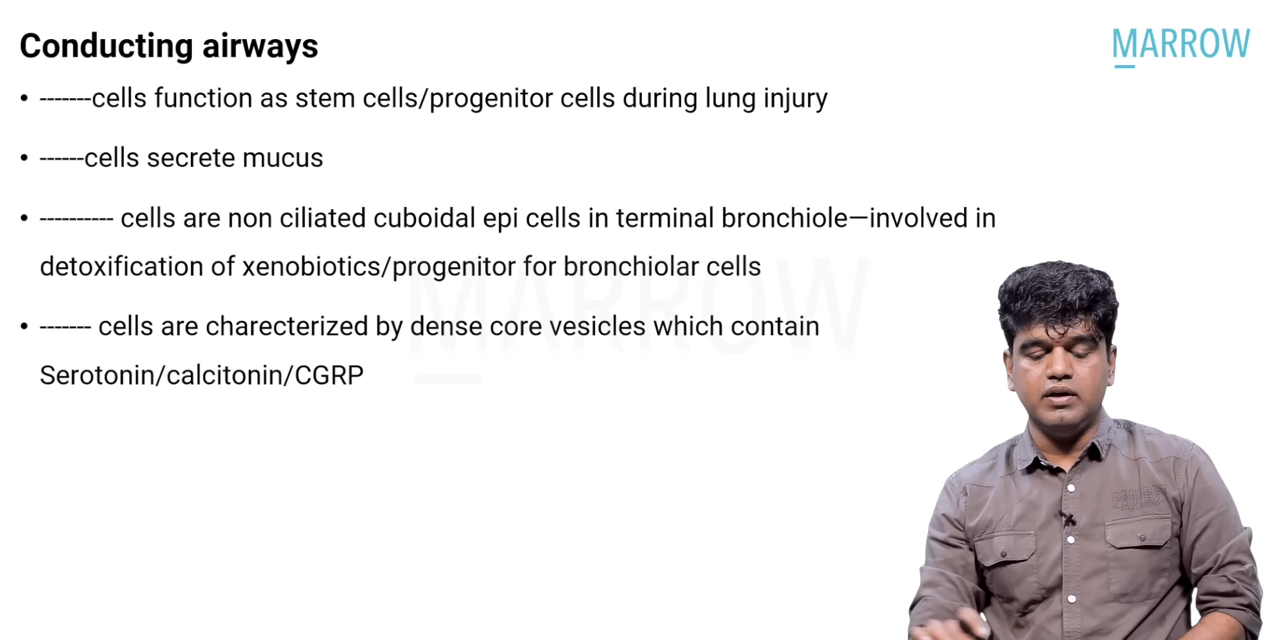 Conducting airways
MARROW
• -------cells function as stem cells/progenitor cells during lung injury
• ------cells secrete mucus
• ---------- cells are non ciliated cuboidal epi cells in terminal bronchiole—involved in
detoxification of xenobiotics/progenitor for bronchiolar cells
MARROW
• ------- cells are charecterized by dense core vesicles which contain
Serotonin/calcitonin/CGRP